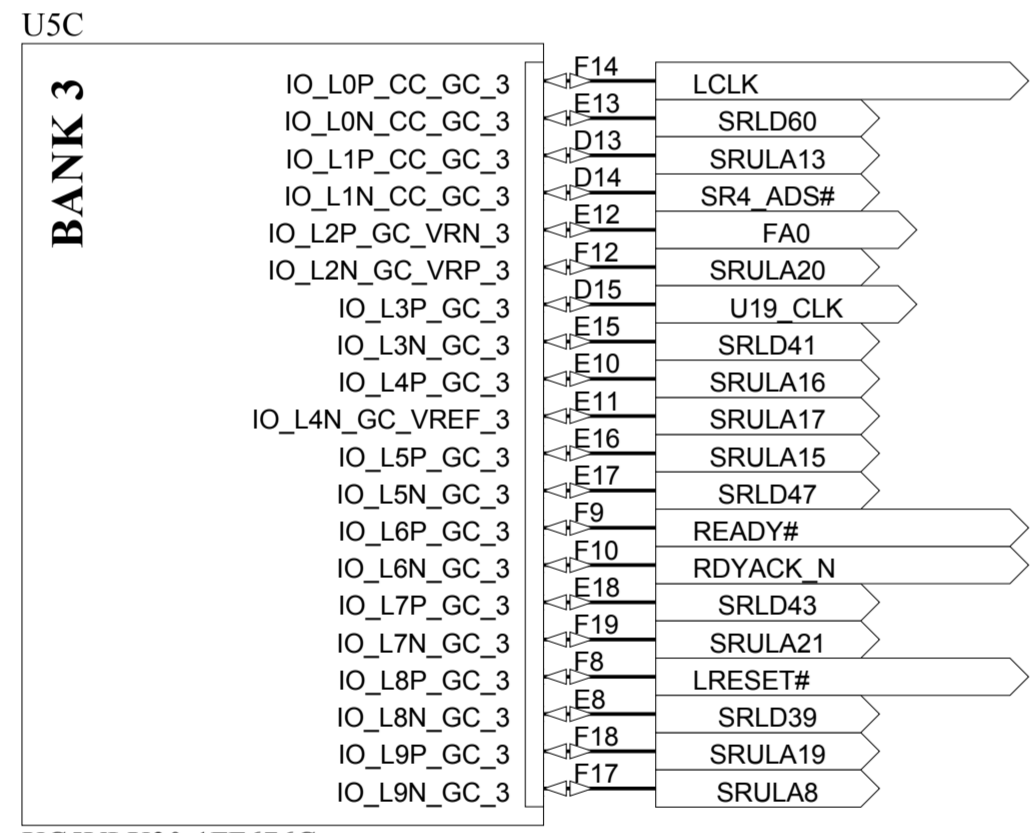 U5C
BANK 3
IO_L0P_CC_GC_3 F14 LCLK
IO_L0N_CC_GC_3 E13 SRLD60
IO_L1P_CC_GC_3 D13 SRULA13
IO_L1N_CC_GC_3 D14 SR4_ADS#
IO_L2P_GC_VRN_3 E12 FA0
IO_L2N_GC_VRP_3 F12 SRULA20
IO_L3P_GC_3 D15 U19_CLK
IO_L3N_GC_3 E15 SRLD41
IO_L4P_GC_3 E10 SRULA16
IO_L4N_GC_VREF_3 E11 SRULA17
IO_L5P_GC_3 E16 SRULA15
IO_L5N_GC_3 E17 SRLD47
IO_L6P_GC_3 F9 READY#
IO_L6N_GC_3 F10 RDYACK_N
IO_L7P_GC_3 E18 SRLD43
IO_L7N_GC_3 F19 SRULA21
IO_L8P_GC_3 F8 LRESET#
IO_L8N_GC_3 E8 SRLD39
IO_L9P_GC_3 F18 SRULA19
IO_L9N_GC_3 F17 SRULA8